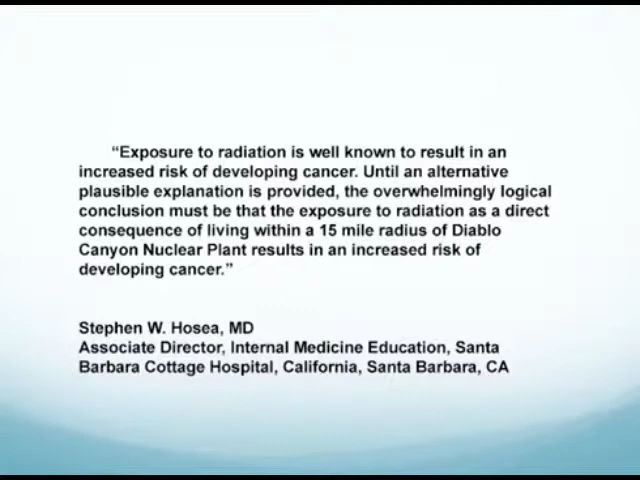 “Exposure to radiation is well known to result in an
increased risk of developing cancer. Until an alternative
plausible explanation is provided, the overwhelmingly logical
conclusion must be that the exposure to radiation as a direct
consequence of living within a 15 mile radius of Diablo
Canyon Nuclear Plant results in an increased risk of
developing cancer.”
Stephen W. Hosea, MD
Associate Director, Internal Medicine Education, Santa
Barbara Cottage Hospital, California, Santa Barbara, CA